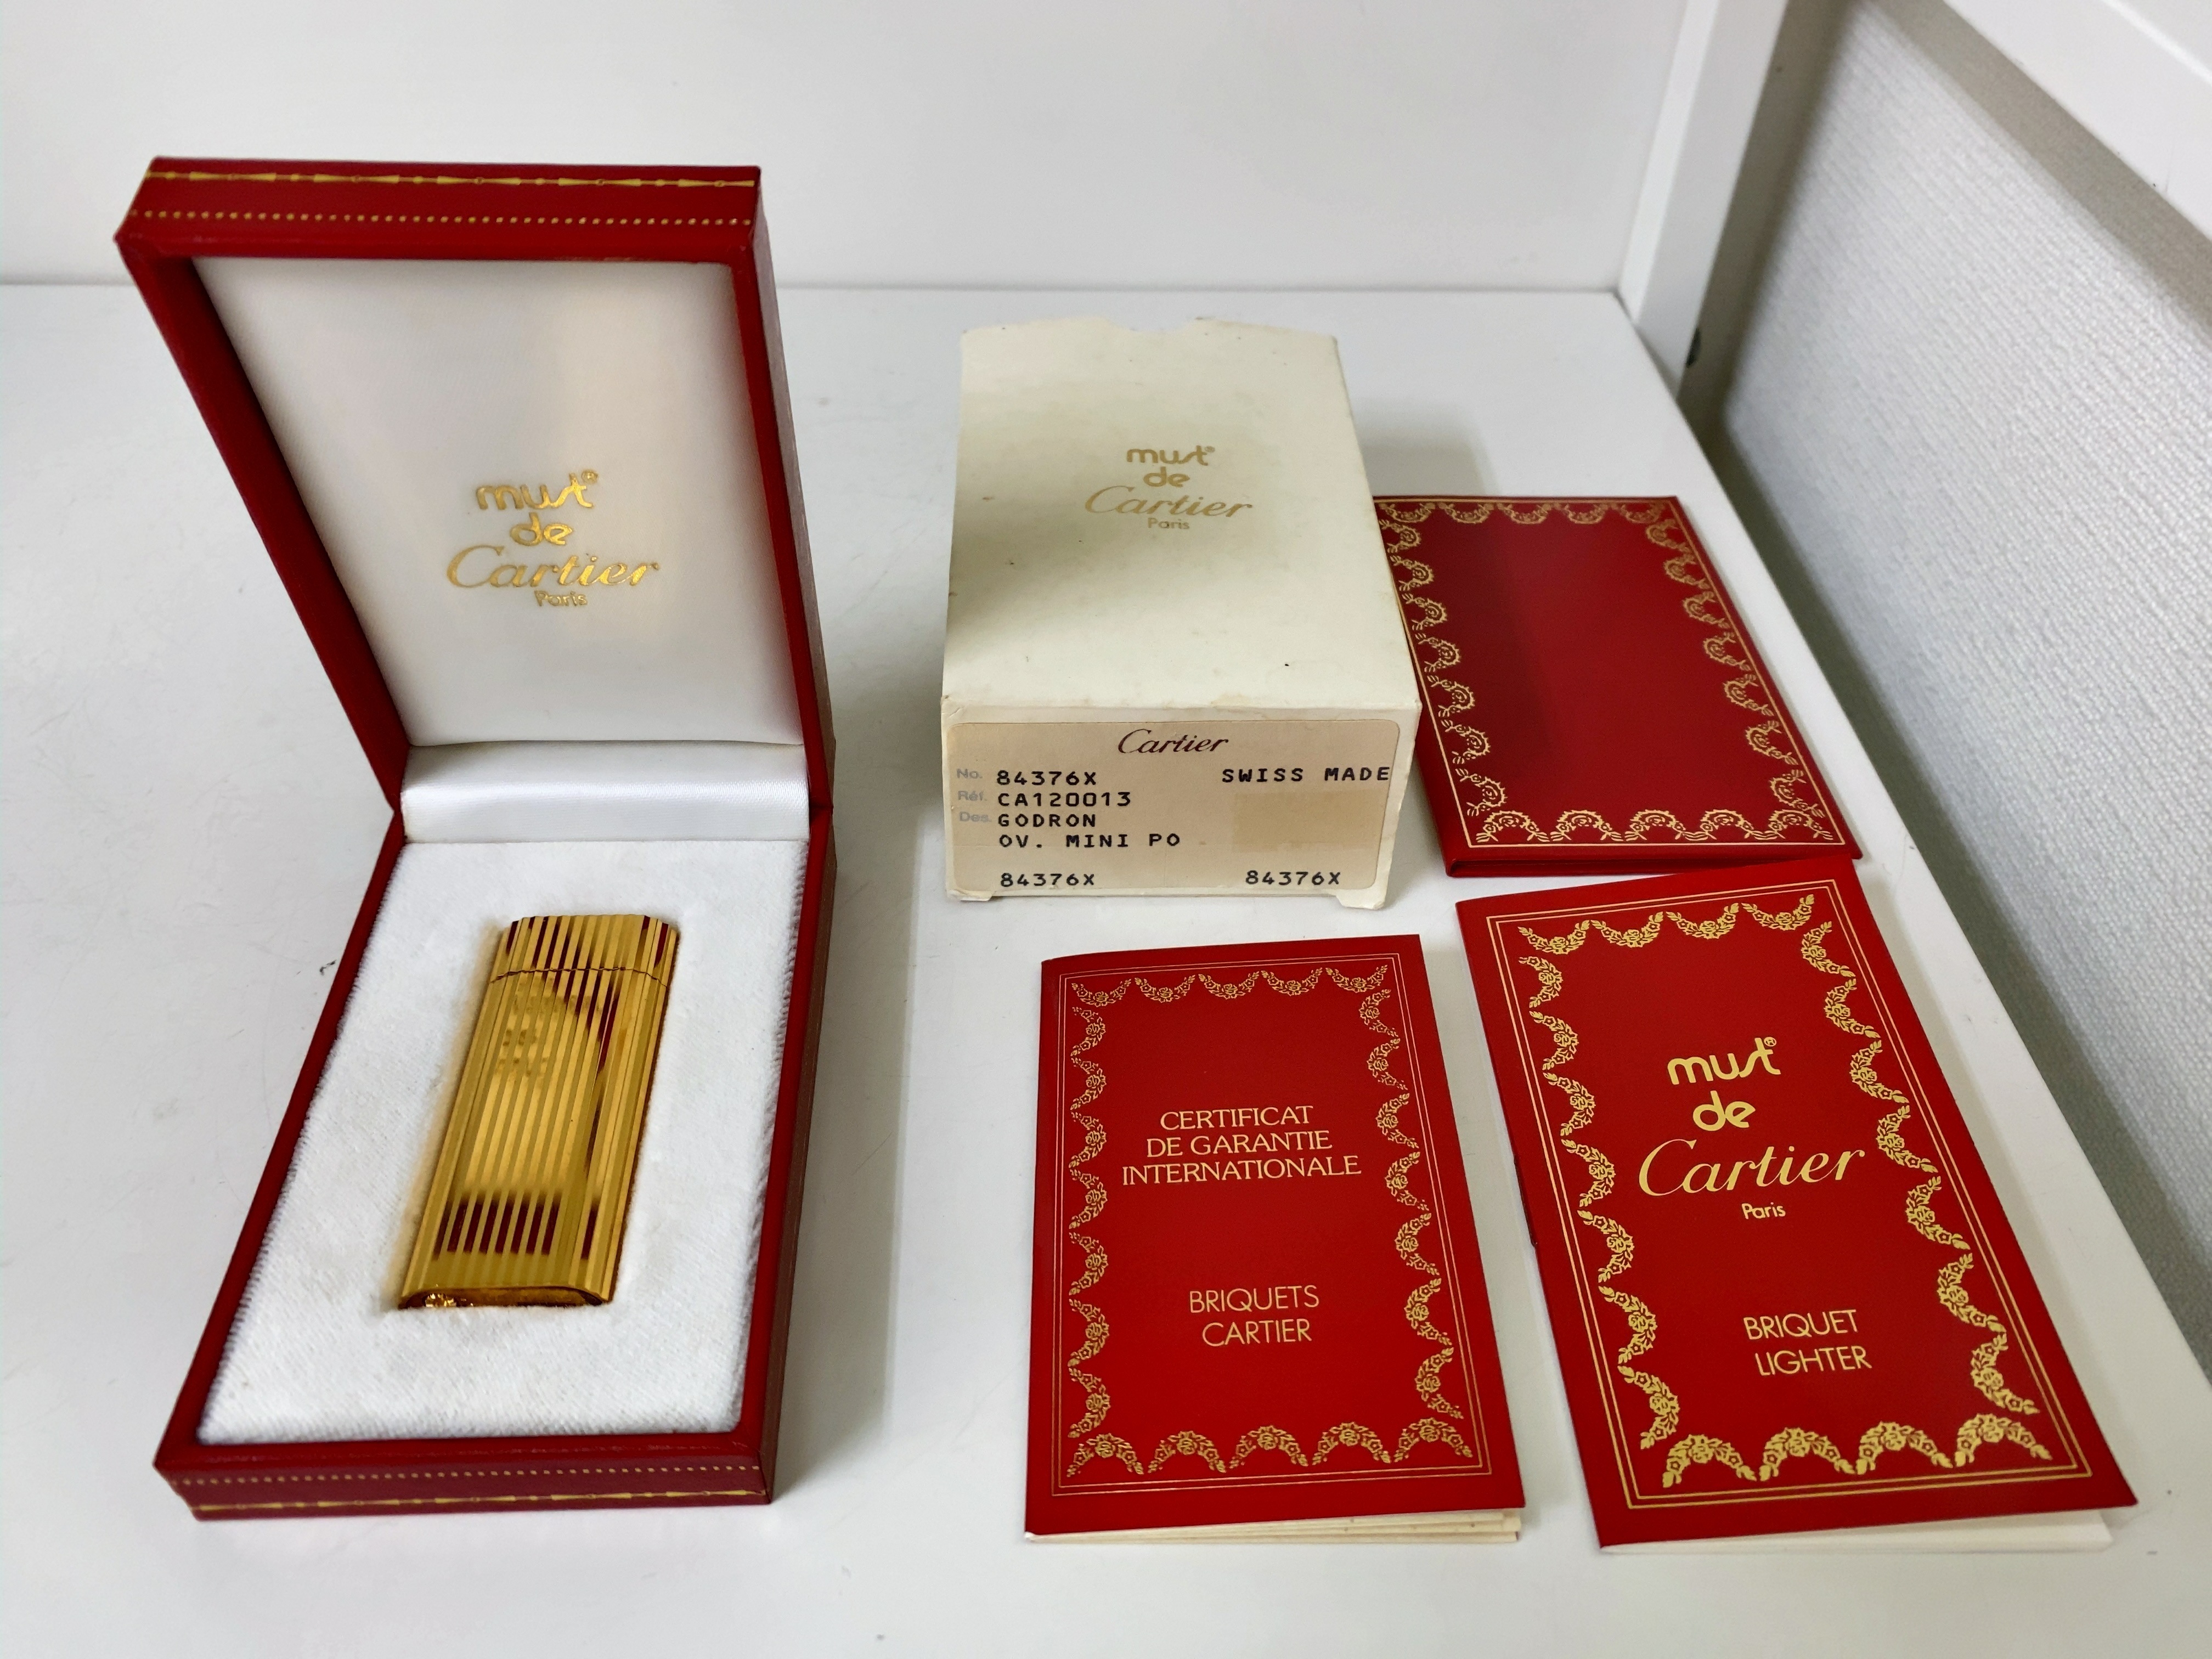 must®
de
Cartier
Paris
must®
de
Cartier
Paris
Cartier
No. 84376X SWISS MADE
Réf. CA120013
Des. GODRON
OV. MINI PO
84376X 84376X
CERTIFICAT
DE GARANTIE
INTERNATIONALE
BRIQUETS
CARTIER
must®
de
Cartier
Paris
BRIQUET
LIGHTER